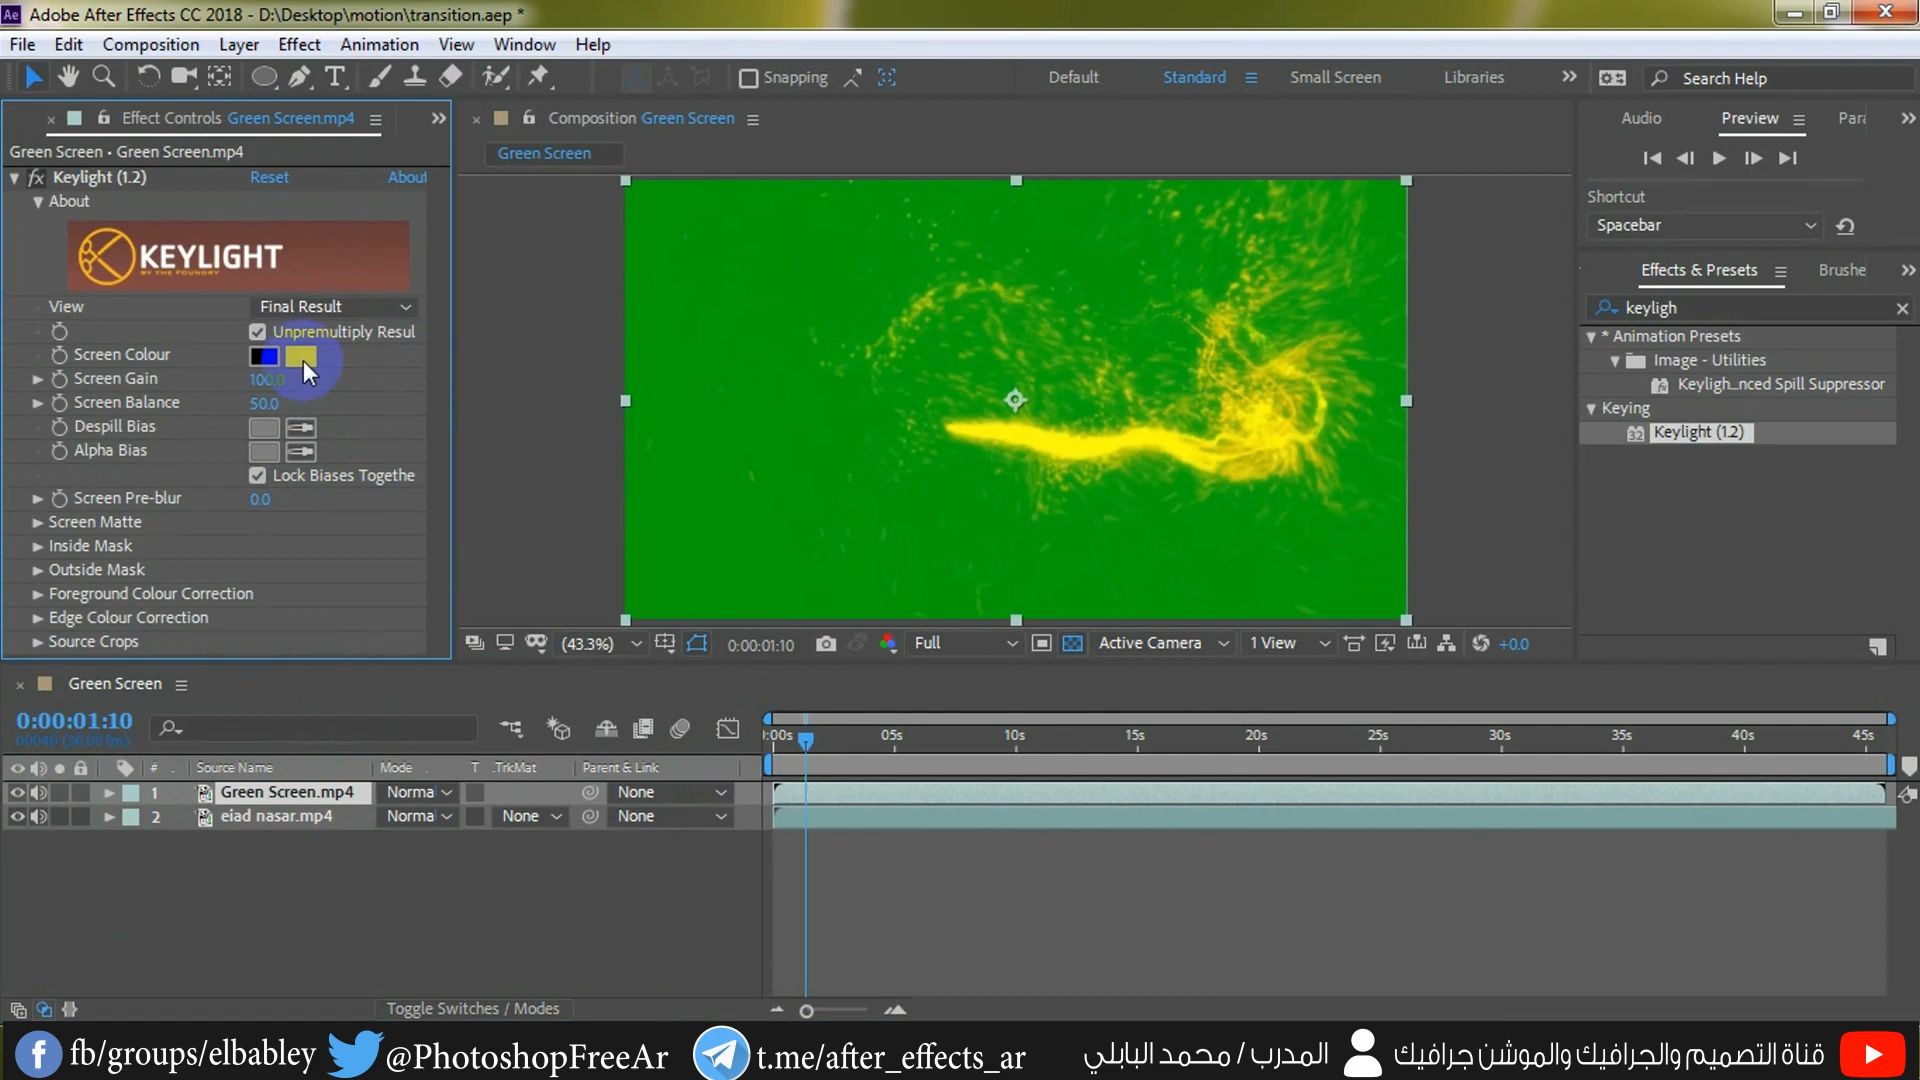 Adobe After Effects CC 2018 - D:\Desktop\motion\transition.aep *
File Edit Composition Layer Effect Animation View Window Help
Snapping Default Standard Small Screen Libraries Search Help
Effect Controls Green Screen.mp4
Green Screen • Green Screen.mp4
Keylight (1.2) Reset About
About
KEYLIGHT
BY THE FOUNDRY
View Final Result
Unpremultiply Resul
Screen Colour
Screen Gain 100.0
Screen Balance 50.0
Despill Bias
Alpha Bias
Lock Biases Togethe
Screen Pre-blur 0.0
Screen Matte
Inside Mask
Outside Mask
Foreground Colour Correction
Edge Colour Correction
Source Crops
Composition Green Screen
Green Screen
(43.3%) 0:00:01:10 Full Active Camera 1 View +0.0
Audio Preview Para
Shortcut
Spacebar
Effects & Presets Brushe
keyligh
* Animation Presets
Image - Utilities
Keyligh...nced Spill Suppressor
Keying
Keylight (1.2)
Green Screen
0:00:01:10
00040 (30.00 fps)
:00s 05s 10s 15s 20s 25s 30s 35s 40s 45s
# Source Name Mode T .TrkMat Parent & Link
1 Green Screen.mp4 Norma None
2 eiad nasar.mp4 Norma None None
Toggle Switches / Modes
fb/groups/elbabley @PhotoshopFreeAr t.me/after_effects_ar المدرب / محمد البابلي قناة التصميم والجرافيك والموشن جرافيك